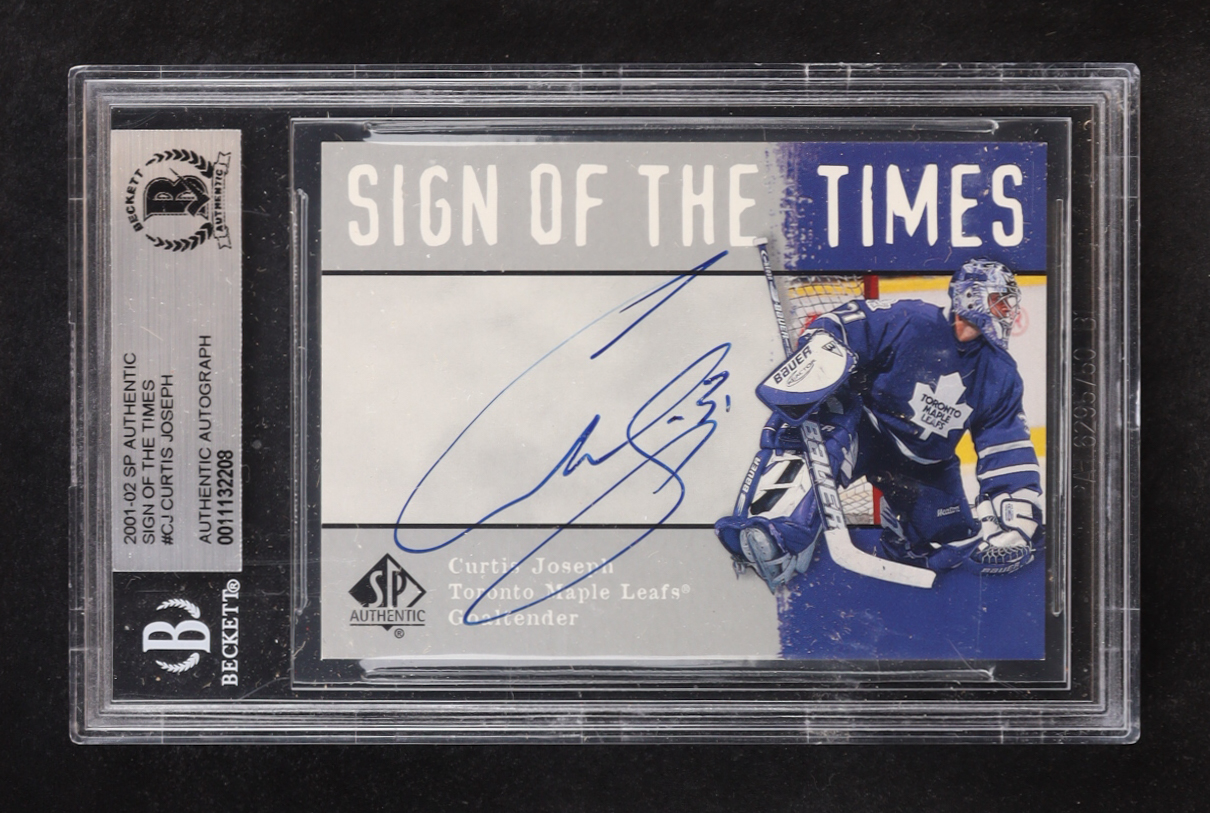 BECKETT
B
AUTHENTIC
2001-02 SP AUTHENTIC
SIGN OF THE TIMES
#CJ CURTIS JOSEPH
AUTHENTIC AUTOGRAPH
0011132208
B
BECKETT®
SIGN OF THE TIMES
21
BAUER
TORONTO
MAPLE
LEAFS
BAUER
SP
AUTHENTIC
®
Curtis Joseph
Toronto Maple Leafs®
Goaltender